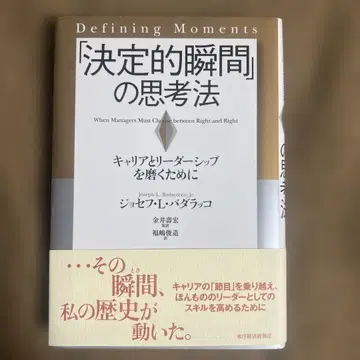 Defining Moments
「決定的瞬間」
の思考法
When Managers Must Choose between Right and Right
キャリアとリーダーシップ
を磨くために
Joseph L. Badaracco, Jr.
ジョセフ・L・バダラッコ
金井壽宏
監訳
福嶋俊造
訳
…その
とき
瞬間、
私の歴史が
動いた。
キャリアの「節目」を乗り越え、
ほんもののリーダーとしての
スキルを高めるために
東洋経済新報社
の思考法